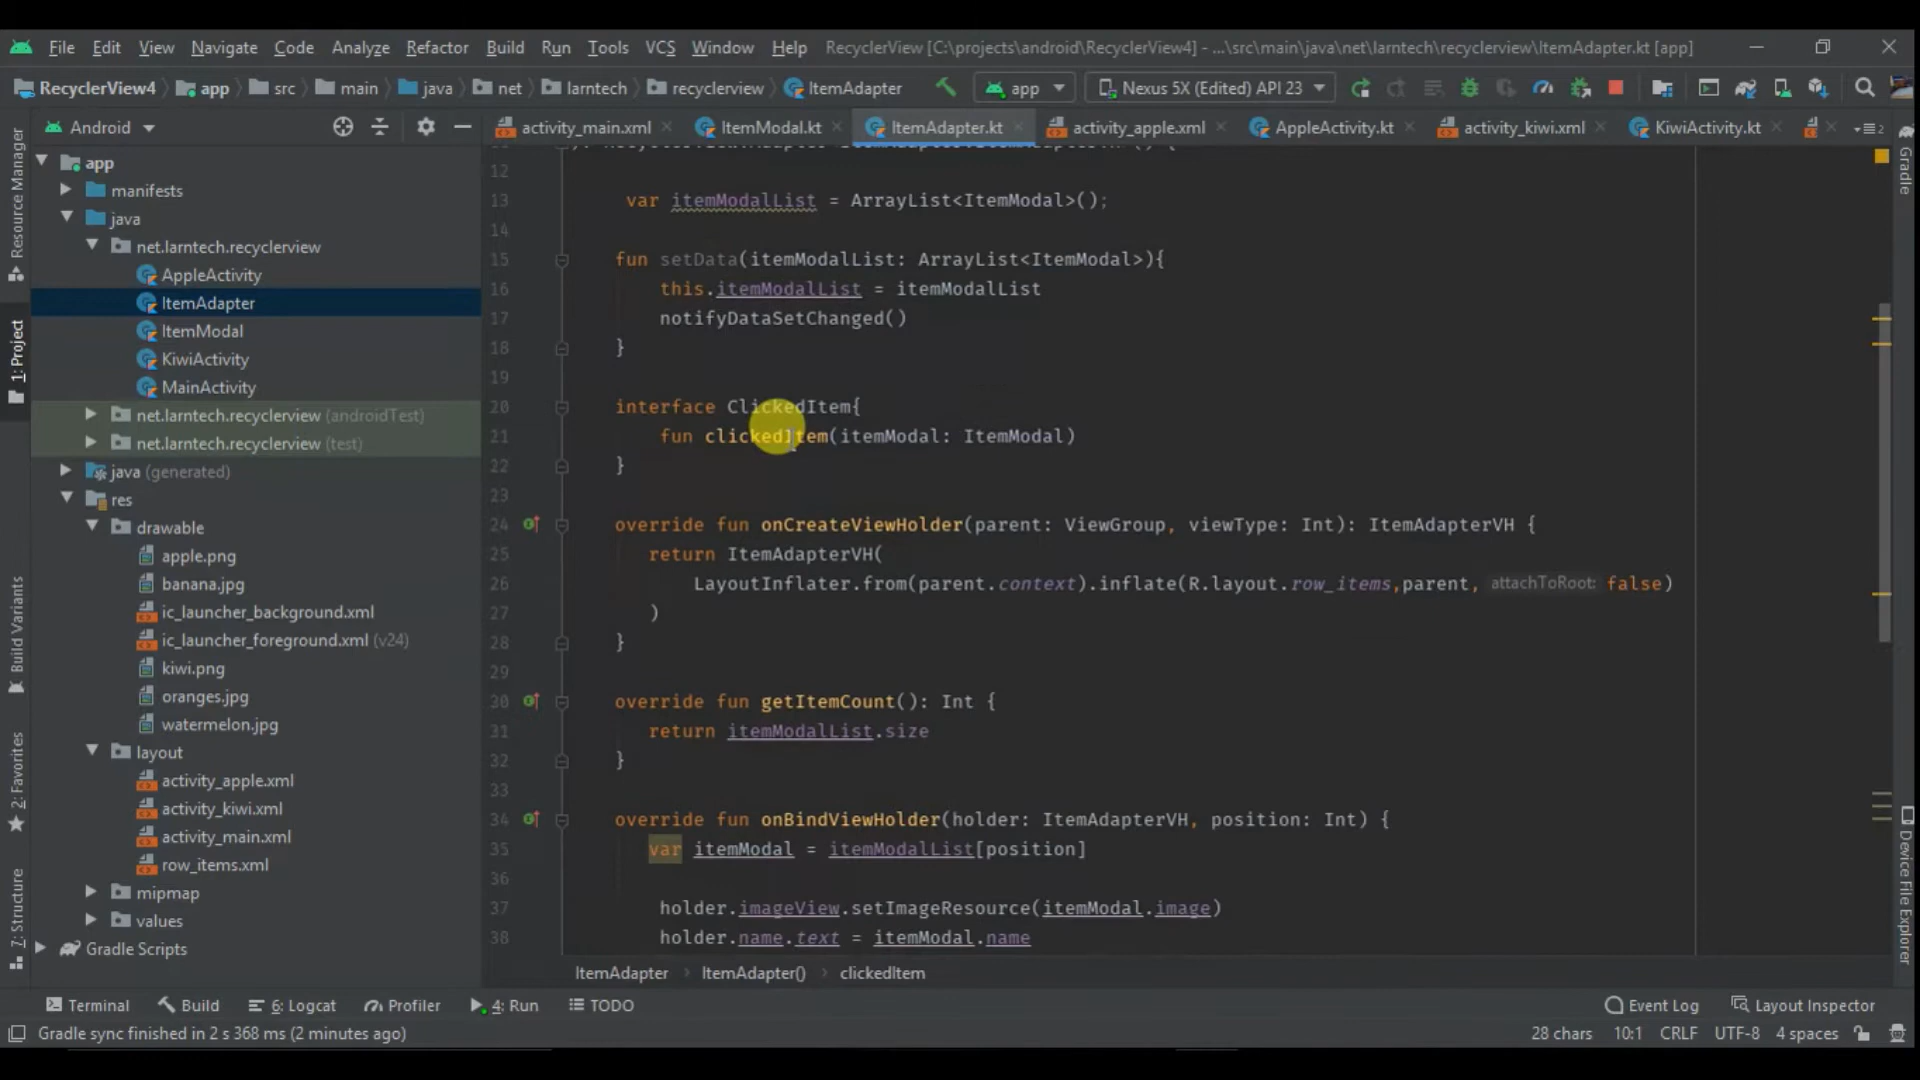 File Edit View Navigate Code Analyze Refactor Build Run Tools VCS Window Help RecyclerView [C:\projects\android\RecyclerView4] - ...\src\main\java\net\larntech\recyclerview\ItemAdapter.kt [app]
RecyclerView4 app src main java net larntech recyclerview ItemAdapter app Nexus 5X (Edited) API 23
Android activity_main.xml ItemModal.kt ItemAdapter.kt activity_apple.xml AppleActivity.kt activity_kiwi.xml KiwiActivity.kt
Resource Manager
1: Project
Build Variants
2: Favorites
7: Structure
app
manifests
java
net.larntech.recyclerview
AppleActivity
ItemAdapter
ItemModal
KiwiActivity
MainActivity
net.larntech.recyclerview (androidTest)
net.larntech.recyclerview (test)
java (generated)
res
drawable
apple.png
banana.jpg
ic_launcher_background.xml
ic_launcher_foreground.xml (v24)
kiwi.png
oranges.jpg
watermelon.jpg
layout
activity_apple.xml
activity_kiwi.xml
activity_main.xml
row_items.xml
mipmap
values
Gradle Scripts
12
13 var itemModalList = ArrayList<ItemModal>();
14
15 fun setData(itemModalList: ArrayList<ItemModal>){
16 this.itemModalList = itemModalList
17 notifyDataSetChanged()
18 }
19
20 interface ClickedItem{
21 fun clickedItem(itemModal: ItemModal)
22 }
23
24 override fun onCreateViewHolder(parent: ViewGroup, viewType: Int): ItemAdapterVH {
25 return ItemAdapterVH(
26 LayoutInflater.from(parent.context).inflate(R.layout.row_items,parent, attachToRoot: false)
27 )
28 }
29
30 override fun getItemCount(): Int {
31 return itemModalList.size
32 }
33
34 override fun onBindViewHolder(holder: ItemAdapterVH, position: Int) {
35 var itemModal = itemModalList[position]
36
37 holder.imageView.setImageResource(itemModal.image)
38 holder.name.text = itemModal.name
Gradle
Device File Explorer
ItemAdapter ItemAdapter() clickedItem
Terminal Build 6: Logcat Profiler 4: Run TODO Event Log Layout Inspector
Gradle sync finished in 2 s 368 ms (2 minutes ago) 28 chars 10:1 CRLF UTF-8 4 spaces